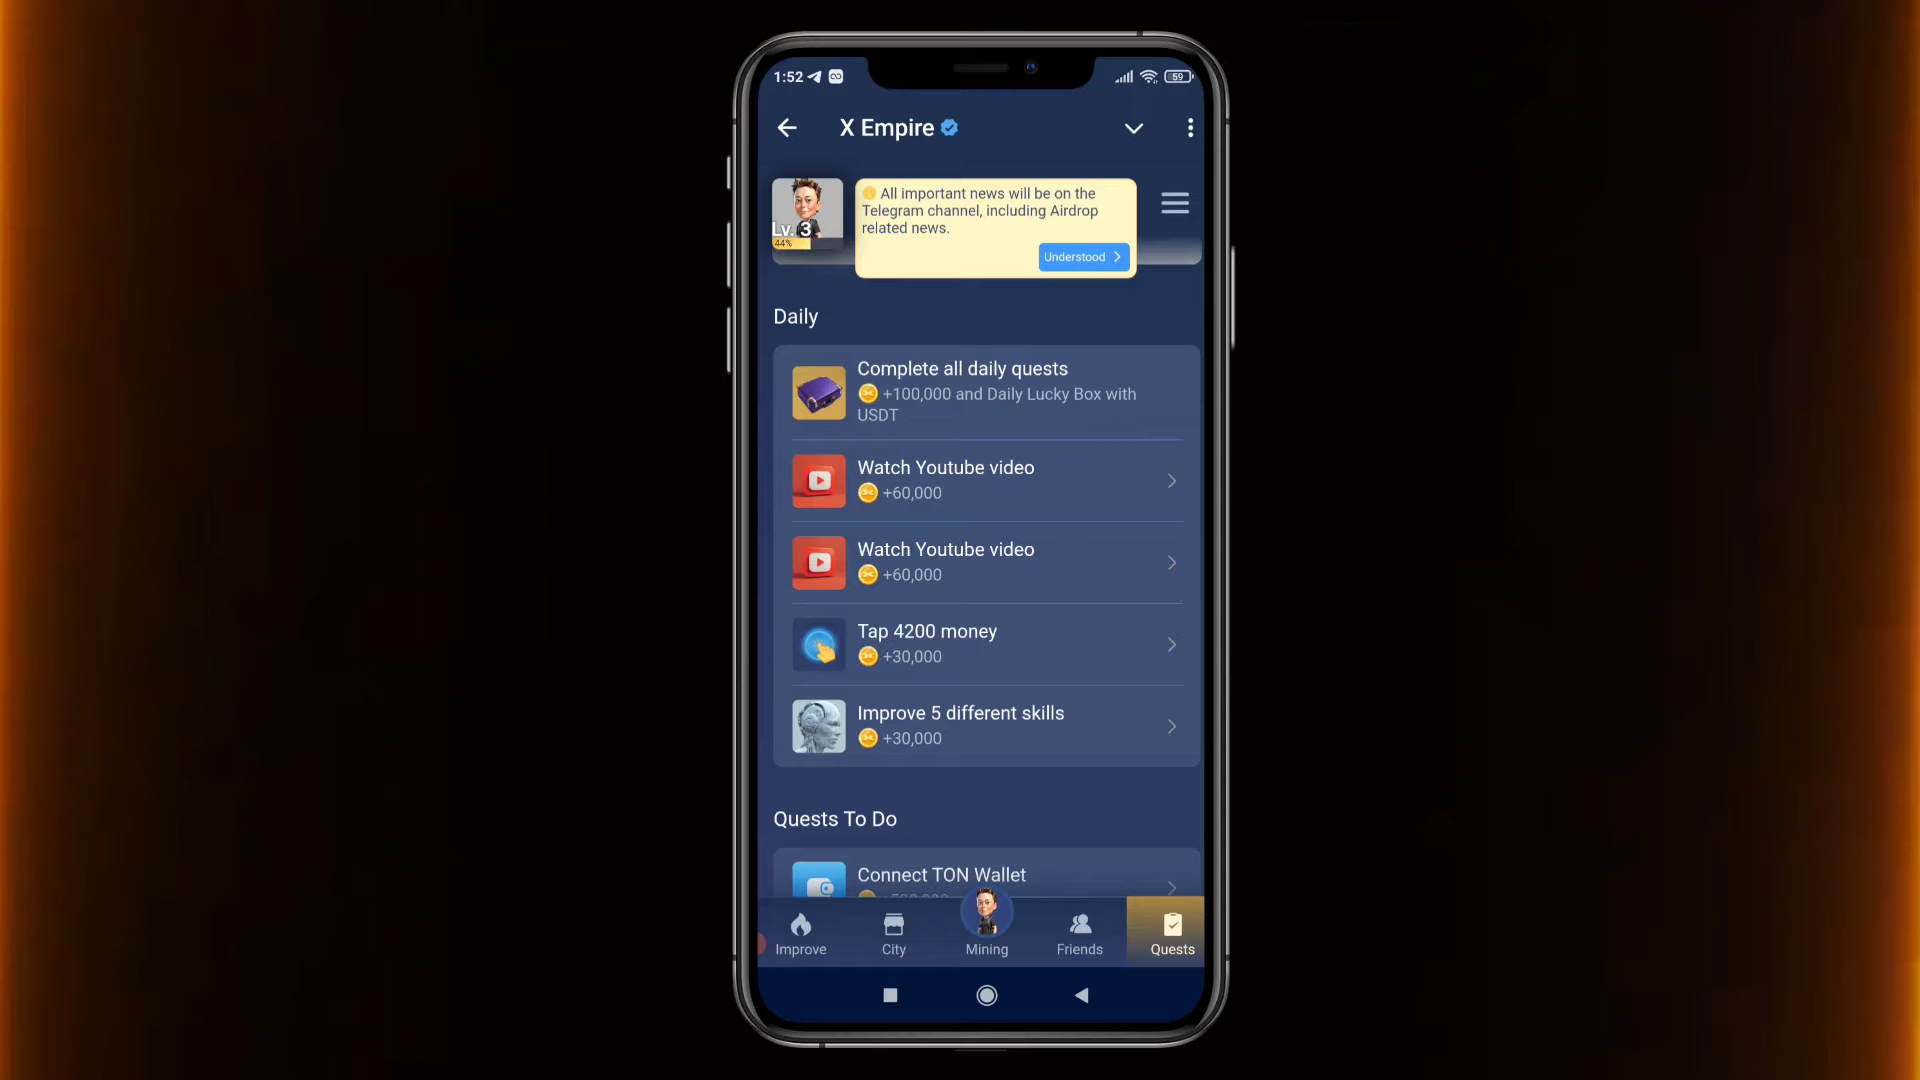 1:52
59
X Empire
All important news will be on the
Telegram channel, including Airdrop
related news.
Understood
Lv. 3
44%
Daily
Complete all daily quests
+100,000 and Daily Lucky Box with
USDT
Watch Youtube video
+60,000
Watch Youtube video
+60,000
Tap 4200 money
+30,000
Improve 5 different skills
+30,000
Quests To Do
Connect TON Wallet
Improve
City
Mining
Friends
Quests